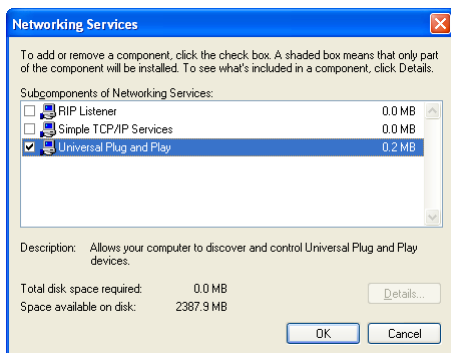 Networking Services
To add or remove a component, click the check box. A shaded box means that only part
of the component will be installed. To see what's included in a component, click Details.
Subcomponents of Networking Services:
RIP Listener 0.0 MB
Simple TCP/IP Services 0.0 MB
Universal Plug and Play 0.2 MB
Description: Allows your computer to discover and control Universal Plug and Play
devices.
Total disk space required: 0.0 MB
Details...
Space available on disk: 2387.9 MB
OK Cancel